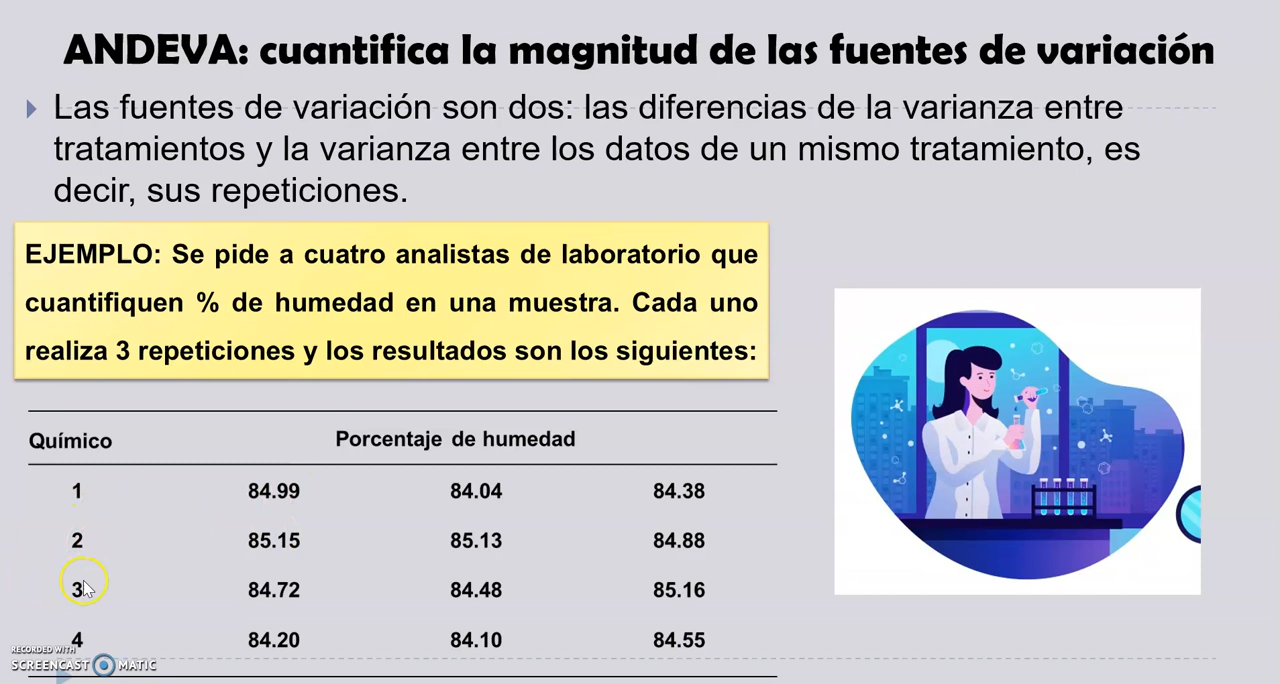 ANDEVA: cuantifica la magnitud de las fuentes de variación
Las fuentes de variación son dos: las diferencias de la varianza entre
tratamientos y la varianza entre los datos de un mismo tratamiento, es
decir, sus repeticiones.
EJEMPLO: Se pide a cuatro analistas de laboratorio que
cuantifiquen % de humedad en una muestra. Cada uno
realiza 3 repeticiones y los resultados son los siguientes:
Químico Porcentaje de humedad
1 84.99 84.04 84.38
2 85.15 85.13 84.88
3 84.72 84.48 85.16
4 84.20 84.10 84.55
RECORDED WITH
SCREENCAST MATIC